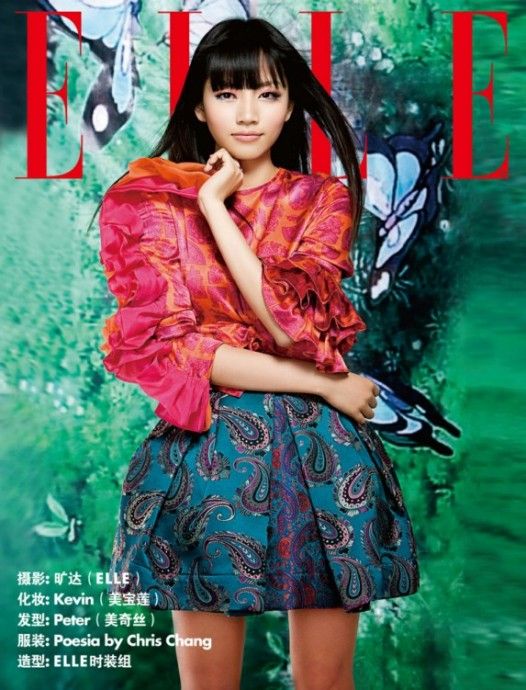 ELLE
摄影: 旷达（ELLE）
化妆: Kevin（美宝莲）
发型: Peter（美奇丝）
服装: Poesia by Chris Chang
造型: ELLE时装组